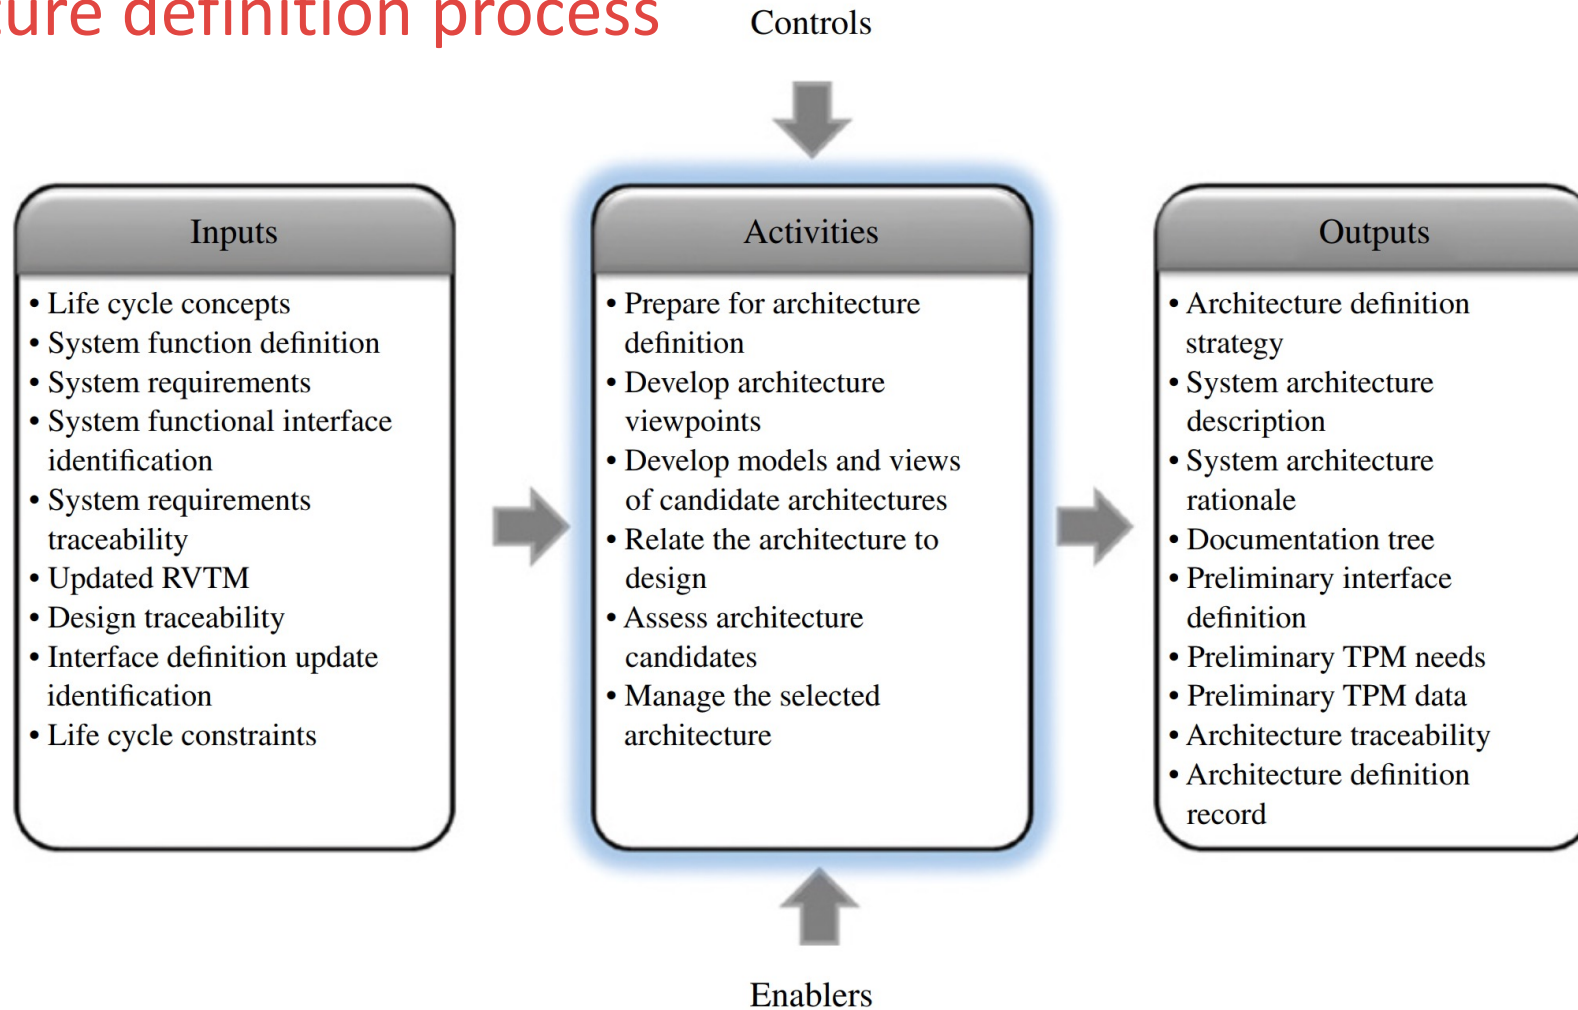 ture definition process
Controls
Inputs
• Life cycle concepts
• System function definition
• System requirements
• System functional interface
identification
• System requirements
traceability
• Updated RVTM
• Design traceability
• Interface definition update
identification
• Life cycle constraints
Activities
• Prepare for architecture
definition
• Develop architecture
viewpoints
• Develop models and views
of candidate architectures
• Relate the architecture to
design
• Assess architecture
candidates
• Manage the selected
architecture
Outputs
• Architecture definition
strategy
• System architecture
description
• System architecture
rationale
• Documentation tree
• Preliminary interface
definition
• Preliminary TPM needs
• Preliminary TPM data
• Architecture traceability
• Architecture definition
record
Enablers